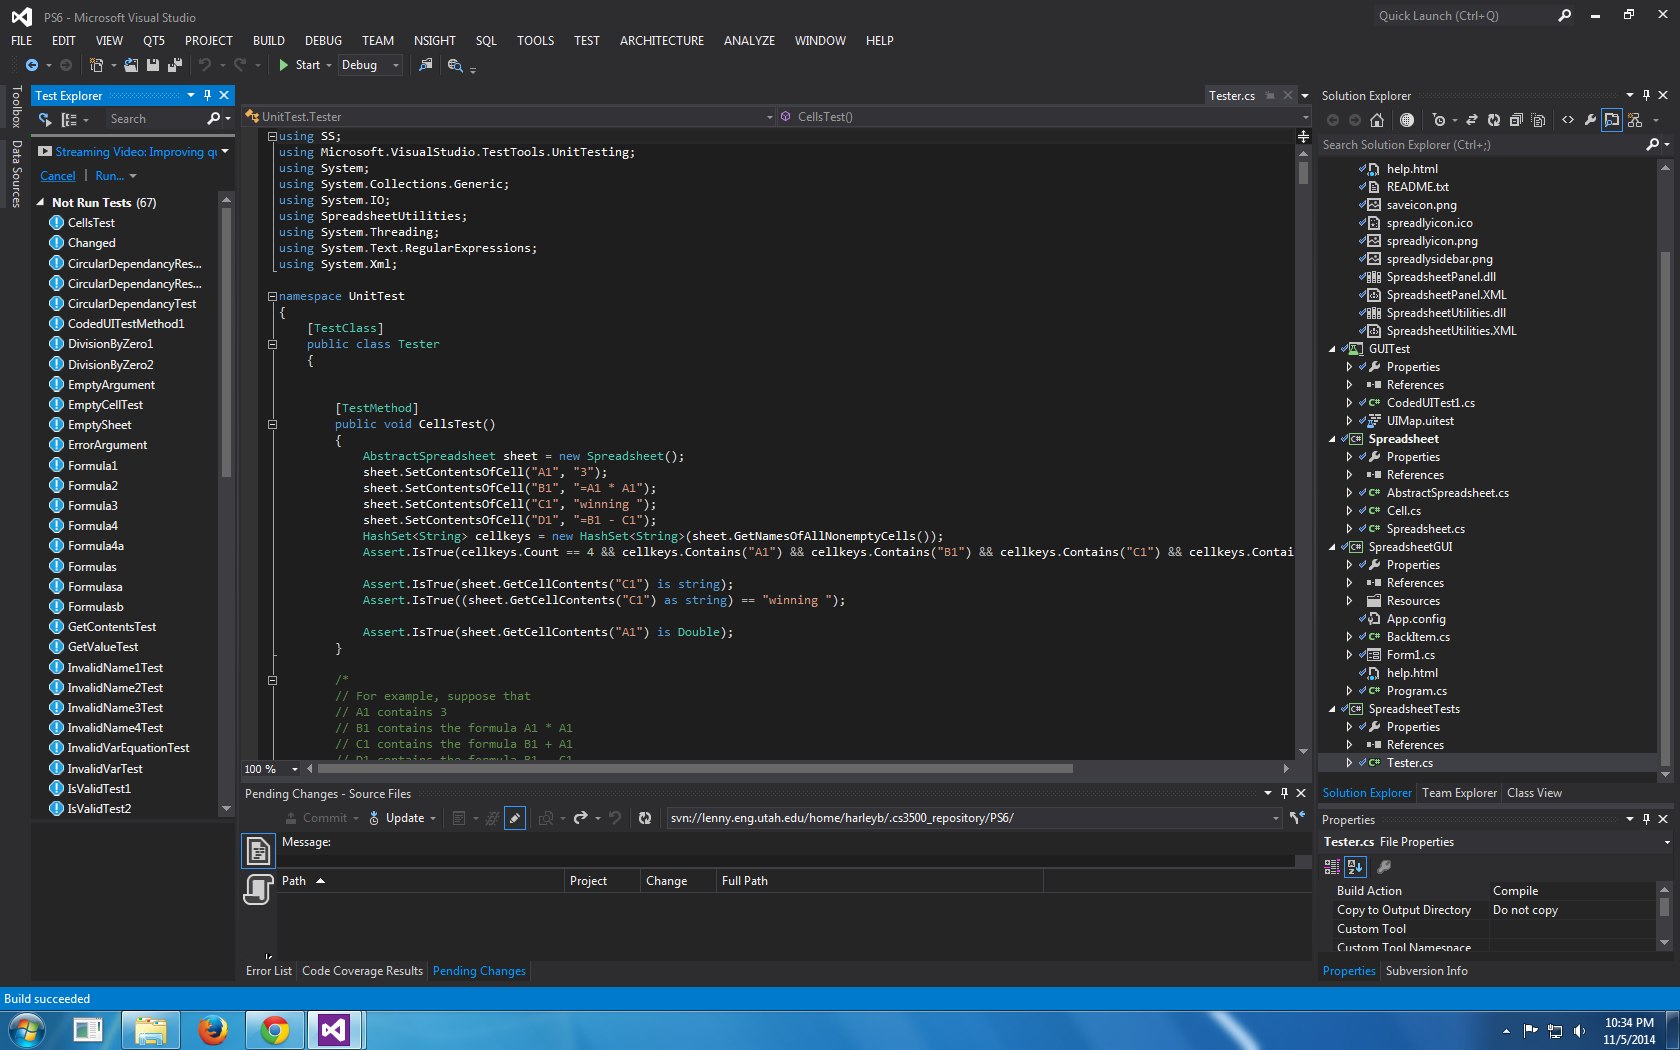 PS6 - Microsoft Visual Studio
Quick Launch (Ctrl+Q)
FILE EDIT VIEW QT5 PROJECT BUILD DEBUG TEAM NSIGHT SQL TOOLS TEST ARCHITECTURE ANALYZE WINDOW HELP
Start Debug
Toolbox
Data Sources
Test Explorer
Search
Streaming Video: Improving qu
Cancel | Run...
Not Run Tests (67)
CellsTest
Changed
CircularDependancyRes...
CircularDependancyRes...
CircularDependancyTest
CodedUITestMethod1
DivisionByZero1
DivisionByZero2
EmptyArgument
EmptyCellTest
EmptySheet
ErrorArgument
Formula1
Formula2
Formula3
Formula4
Formula4a
Formulas
Formulasa
Formulasb
GetContentsTest
GetValueTest
InvalidName1Test
InvalidName2Test
InvalidName3Test
InvalidName4Test
InvalidVarEquationTest
InvalidVarTest
IsValidTest1
IsValidTest2
Tester.cs
UnitTest.Tester
CellsTest()
using SS;
using Microsoft.VisualStudio.TestTools.UnitTesting;
using System;
using System.Collections.Generic;
using System.IO;
using SpreadsheetUtilities;
using System.Threading;
using System.Text.RegularExpressions;
using System.Xml;
namespace UnitTest
{
[TestClass]
public class Tester
{
[TestMethod]
public void CellsTest()
{
AbstractSpreadsheet sheet = new Spreadsheet();
sheet.SetContentsOfCell("A1", "3");
sheet.SetContentsOfCell("B1", "=A1 * A1");
sheet.SetContentsOfCell("C1", "winning ");
sheet.SetContentsOfCell("D1", "=B1 - C1");
HashSet<String> cellkeys = new HashSet<String>(sheet.GetNamesOfAllNonemptyCells());
Assert.IsTrue(cellkeys.Count == 4 && cellkeys.Contains("A1") && cellkeys.Contains("B1") && cellkeys.Contains("C1") && cellkeys.Contai
Assert.IsTrue(sheet.GetCellContents("C1") is string);
Assert.IsTrue((sheet.GetCellContents("C1") as string) == "winning ");
Assert.IsTrue(sheet.GetCellContents("A1") is Double);
}
/*
// For example, suppose that
// A1 contains 3
// B1 contains the formula A1 * A1
// C1 contains the formula B1 + A1
// D1 contains the formula B1 - C1
100 %
Pending Changes - Source Files
Commit Update svn://lenny.eng.utah.edu/home/harleyb/.cs3500_repository/PS6/
Message:
Path Project Change Full Path
Error List Code Coverage Results Pending Changes
Solution Explorer
Search Solution Explorer (Ctrl+;)
help.html
README.txt
saveicon.png
spreadlyicon.ico
spreadlyicon.png
spreadlysidebar.png
SpreadsheetPanel.dll
SpreadsheetPanel.XML
SpreadsheetUtilities.dll
SpreadsheetUtilities.XML
GUITest
Properties
References
C# CodedUITest1.cs
UIMap.uitest
C# Spreadsheet
Properties
References
C# AbstractSpreadsheet.cs
C# Cell.cs
C# Spreadsheet.cs
C# SpreadsheetGUI
Properties
References
Resources
App.config
C# BackItem.cs
Form1.cs
help.html
C# Program.cs
C# SpreadsheetTests
Properties
References
C# Tester.cs
Solution Explorer Team Explorer Class View
Properties
Tester.cs File Properties
Build Action Compile
Copy to Output Directory Do not copy
Custom Tool
Custom Tool Namespace
Properties Subversion Info
Build succeeded
10:34 PM
11/5/2014